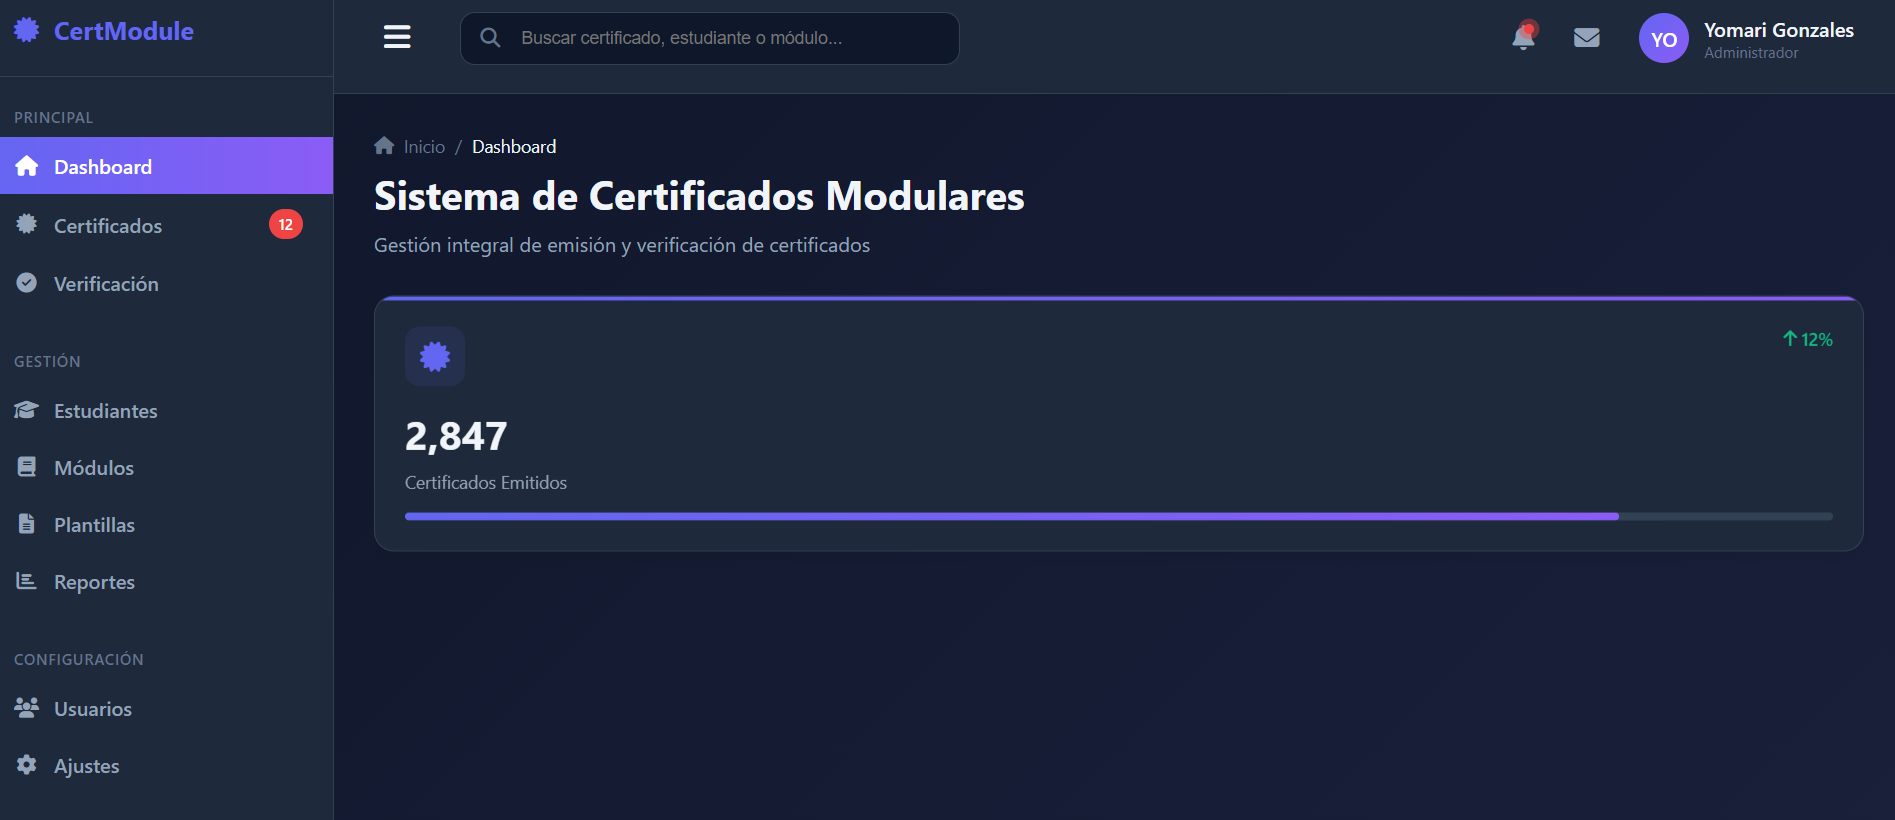 CertModule
PRINCIPAL
Dashboard
Certificados 12
Verificación
GESTIÓN
Estudiantes
Módulos
Plantillas
Reportes
CONFIGURACIÓN
Usuarios
Ajustes
Buscar certificado, estudiante o módulo...
YO
Yomari Gonzales
Administrador
Inicio / Dashboard
Sistema de Certificados Modulares
Gestión integral de emisión y verificación de certificados
12%
2,847
Certificados Emitidos